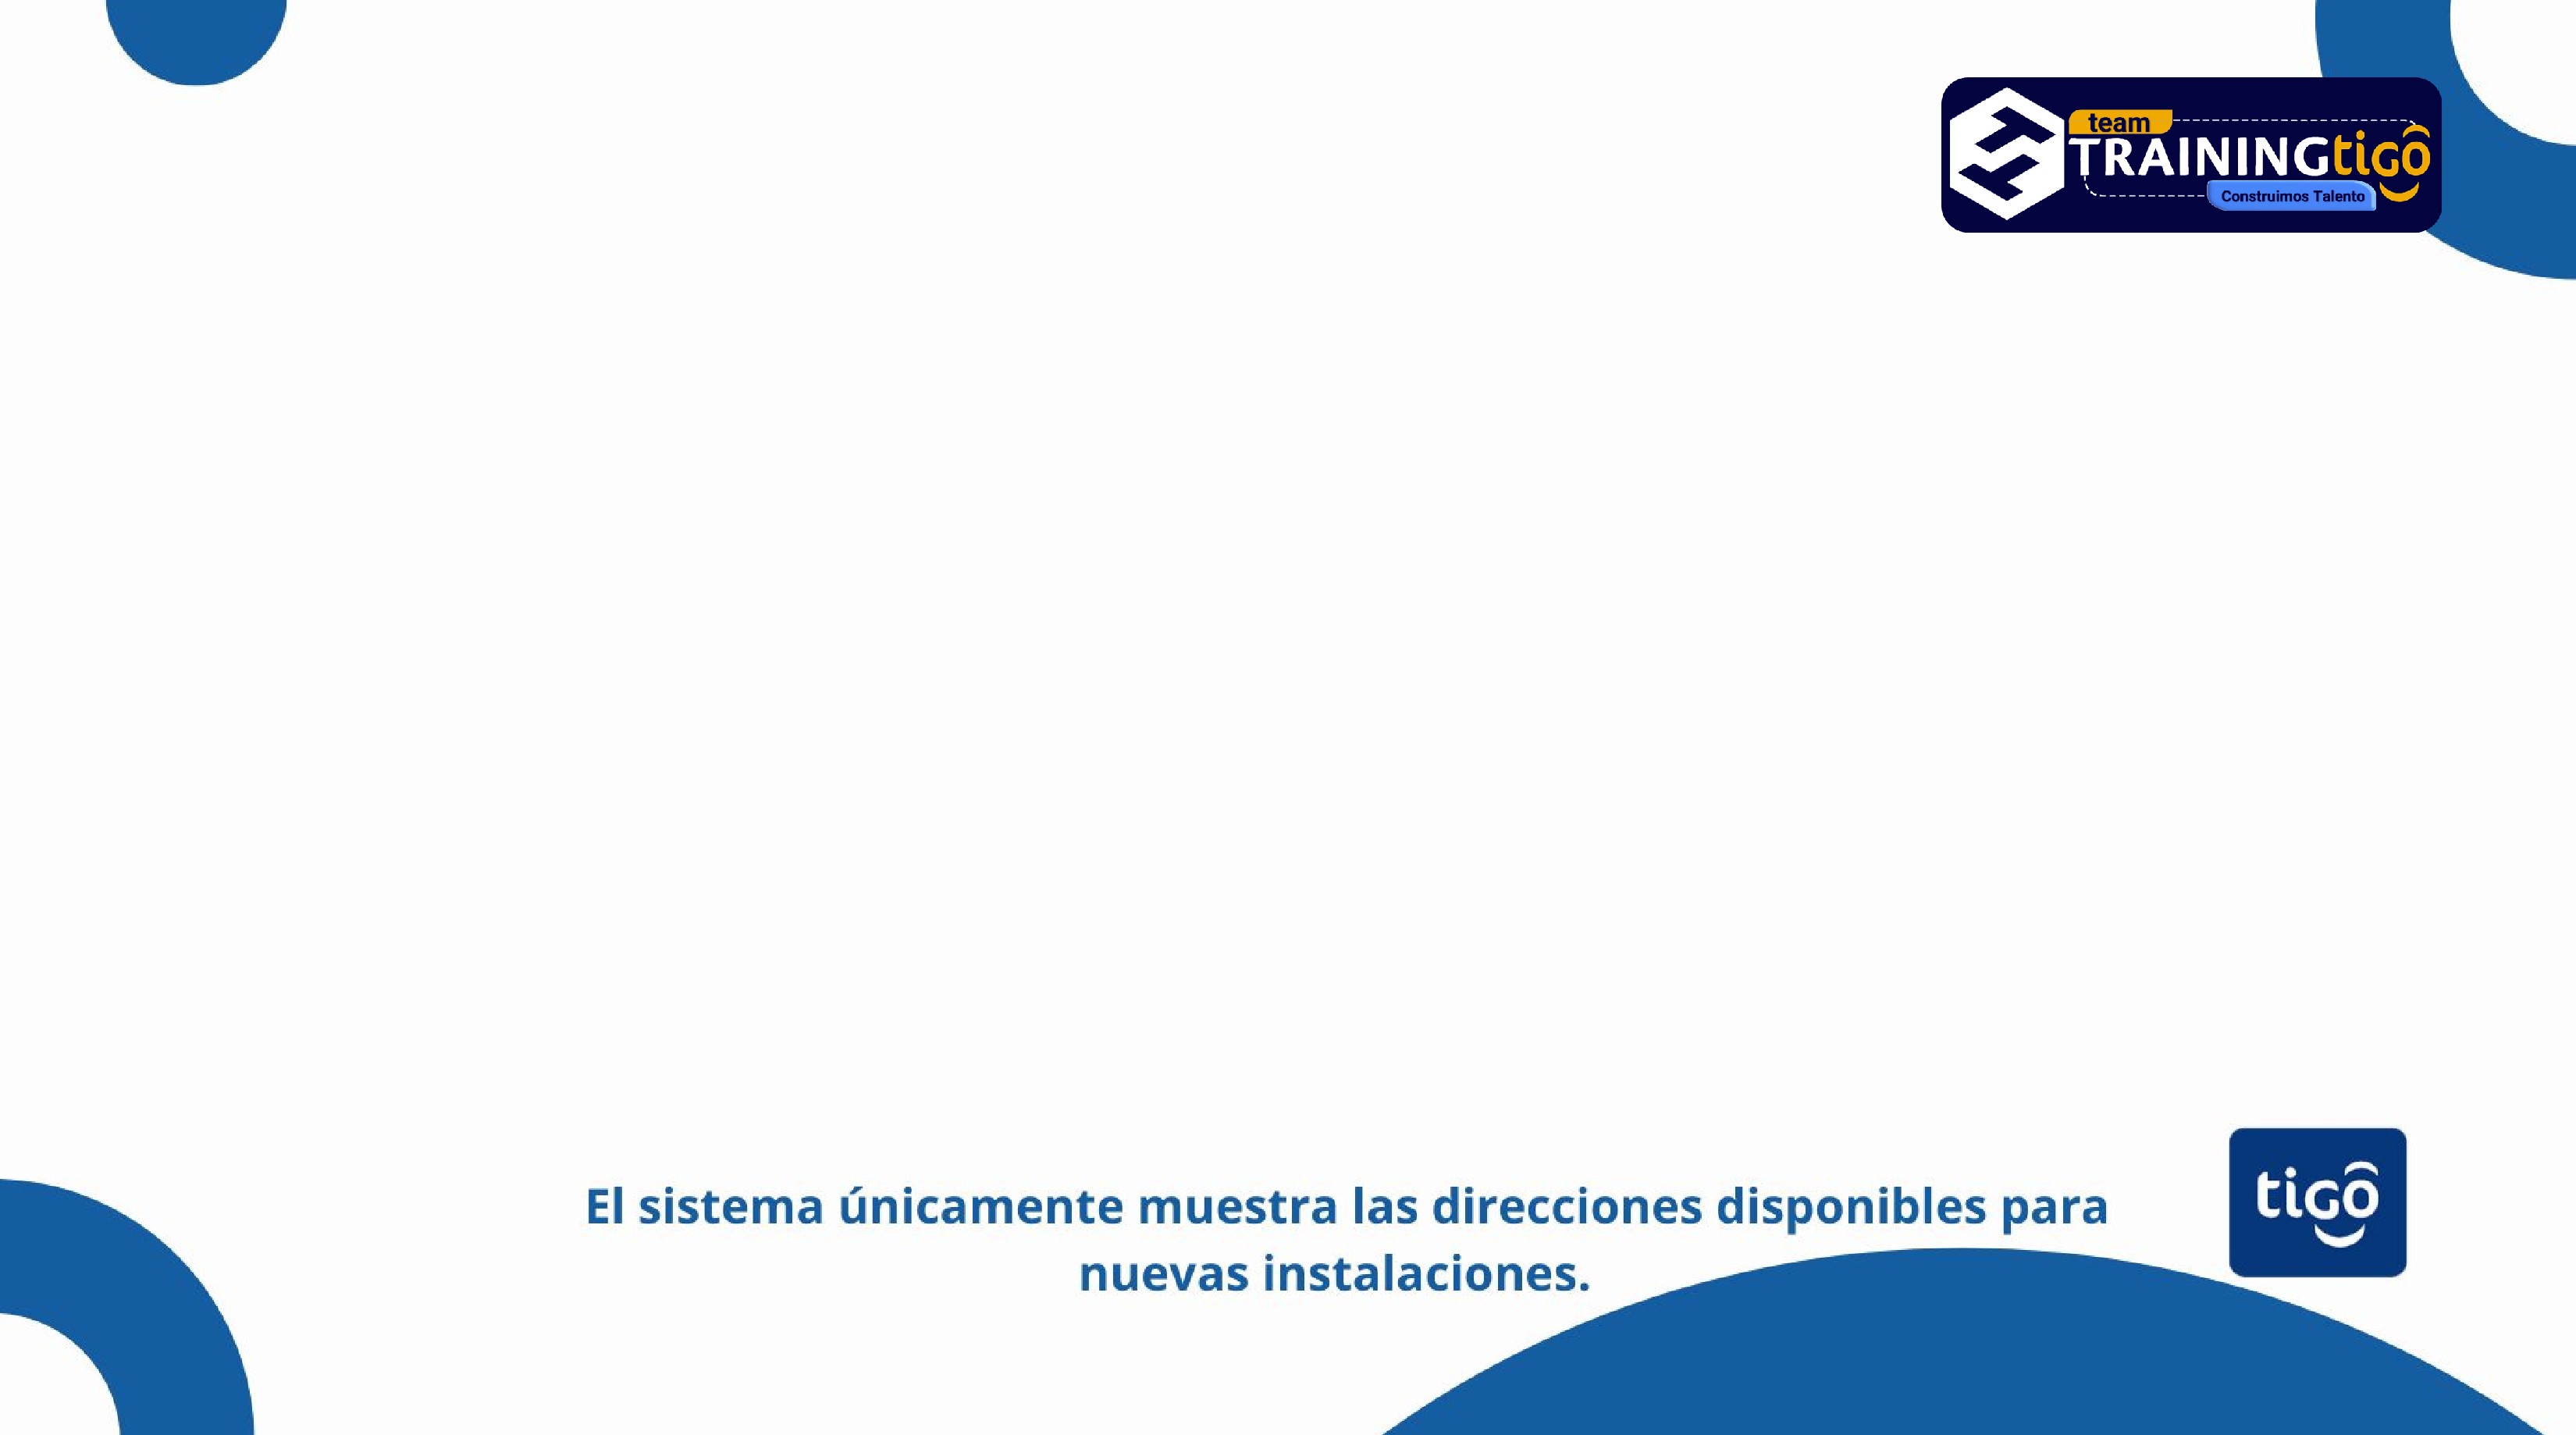 team
TRAININGtigo
Construimos Talento
El sistema únicamente muestra las direcciones disponibles para
nuevas instalaciones.
tigo